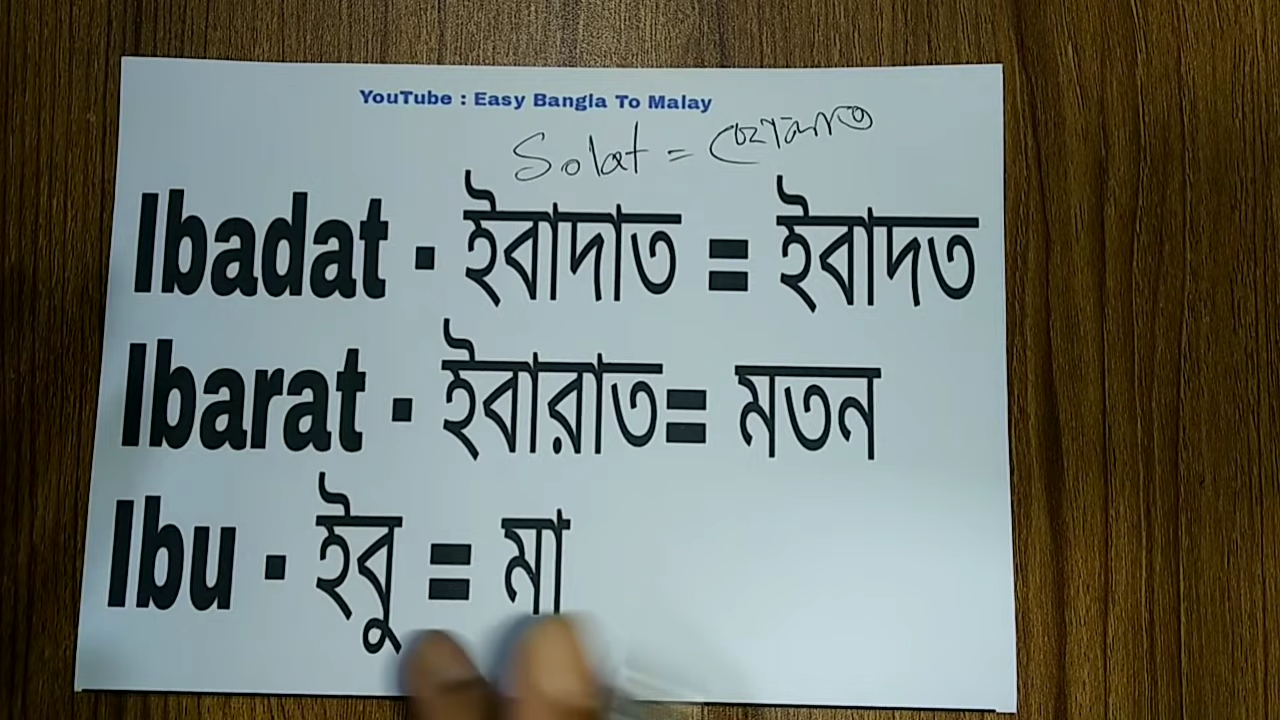 YouTube : Easy Bangla To Malay
Solat =
Ibadat - ইবাদাত = ইবাদত
Ibarat - ইবারাত= মতন
Ibu - ইবু = মা